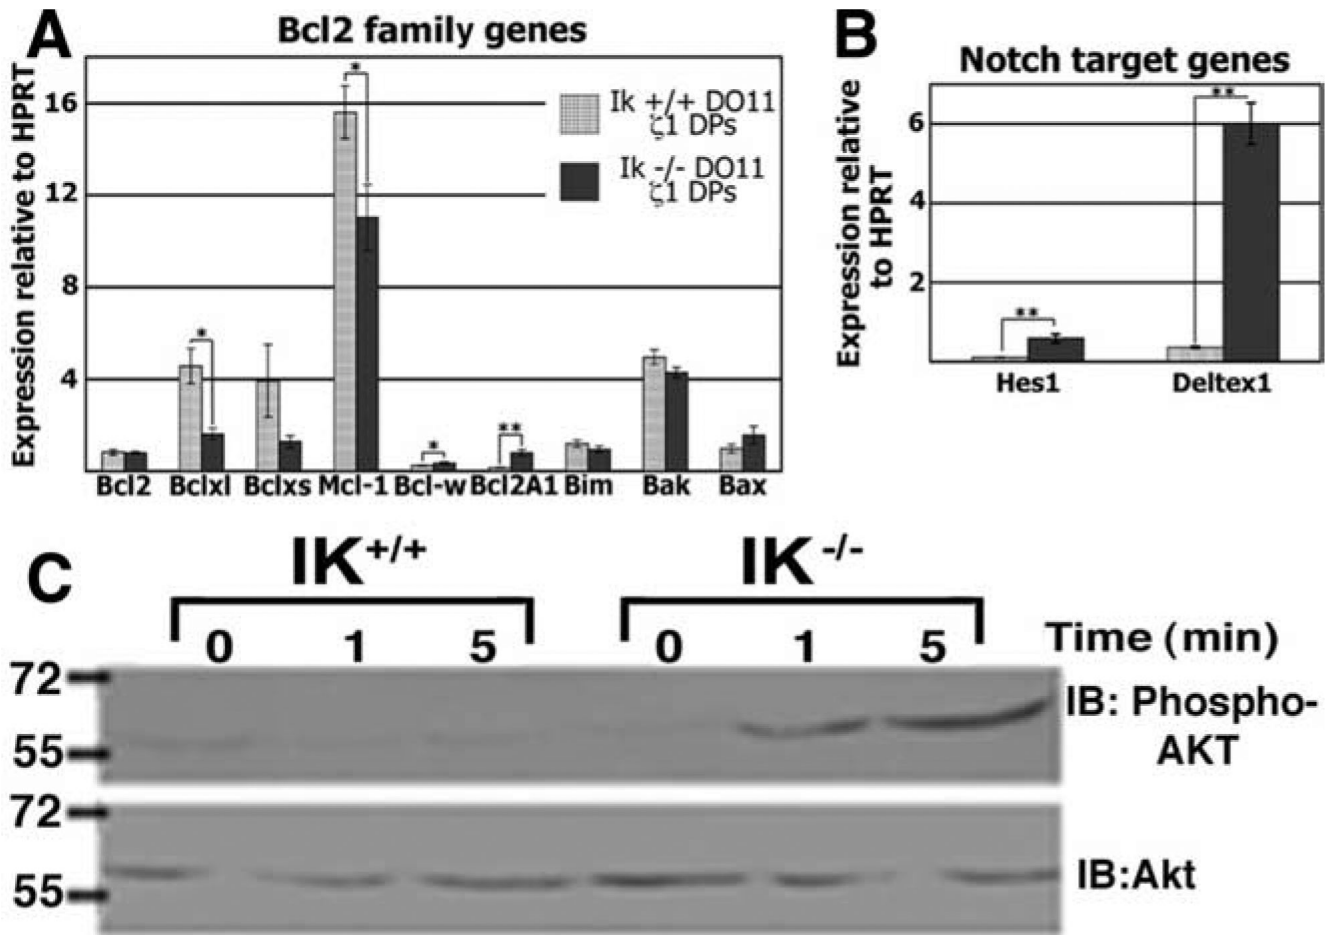 A
Bcl2 family genes
Expression relative to HPRT
16
12
8
4
*
*
*
**
Ik +/+ DO11
ζ1 DPs
Ik -/- DO11
ζ1 DPs
Bcl2 Bclxl Bclxs Mcl-1 Bcl-w Bcl2A1 Bim Bak Bax
B
Notch target genes
Expression relative
to HPRT
6
4
2
**
**
Hes1 Deltex1
C
IK+/+ IK-/-
0 1 5 0 1 5 Time (min)
72
55
IB: Phospho-
AKT
72
55
IB:Akt